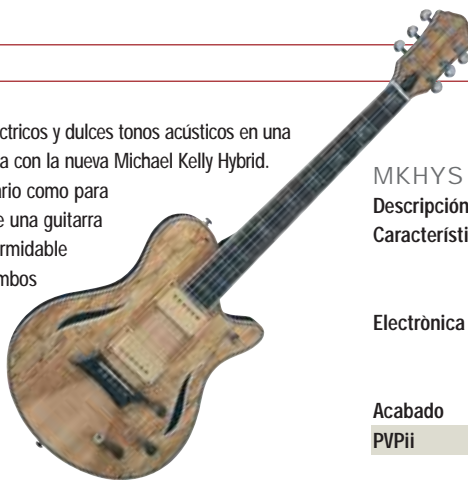 ctricos y dulces tonos acústicos en una
a con la nueva Michael Kelly Hybrid.
ario como para
e una guitarra
rmidable
mbos
MKHYS
Descripción
Característi
Electrònica
Acabado
PVPii